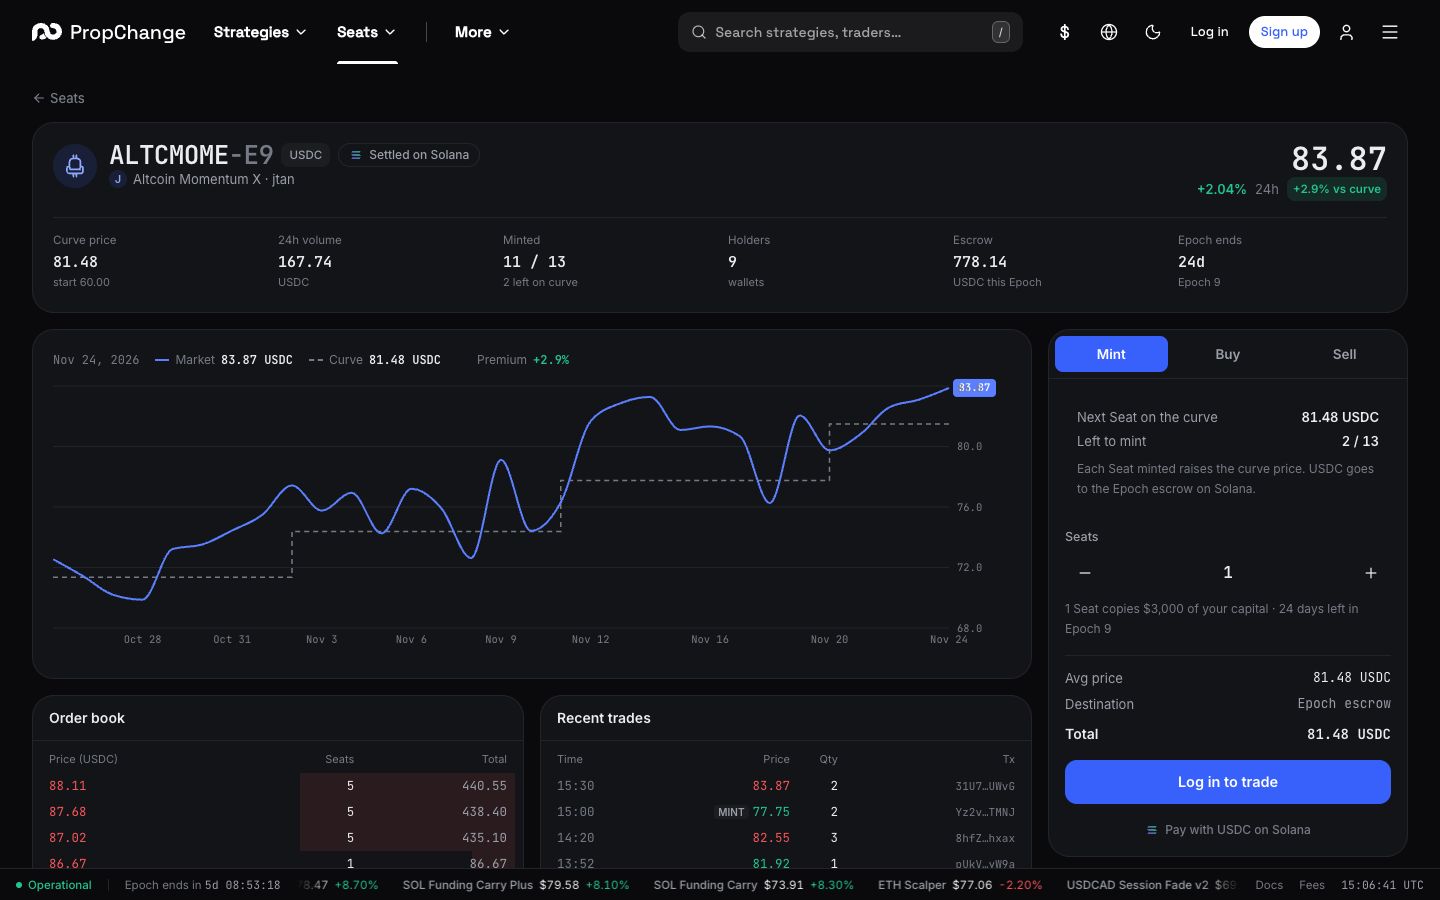 PropChange Strategies Seats More Search strategies, traders... / $ Log in Sign up
← Seats
ALTCMOME-E9 USDC Settled on Solana
J Altcoin Momentum X · jtan
83.87
+2.04% 24h +2.9% vs curve
Curve price 24h volume Minted Holders Escrow Epoch ends
81.48 167.74 11 / 13 9 778.14 24d
start 60.00 USDC 2 left on curve wallets USDC this Epoch Epoch 9
Nov 24, 2026 Market 83.87 USDC Curve 81.48 USDC Premium +2.9%
83.87
80.0
76.0
72.0
68.0
Oct 28 Oct 31 Nov 3 Nov 6 Nov 9 Nov 12 Nov 16 Nov 20 Nov 24
Mint Buy Sell
Next Seat on the curve 81.48 USDC
Left to mint 2 / 13
Each Seat minted raises the curve price. USDC goes
to the Epoch escrow on Solana.
Seats
− 1 +
1 Seat copies $3,000 of your capital · 24 days left in
Epoch 9
Avg price 81.48 USDC
Destination Epoch escrow
Total 81.48 USDC
Log in to trade
Pay with USDC on Solana
Order book
Price (USDC) Seats Total
88.11 5 440.55
87.68 5 438.40
87.02 5 435.10
86.67 1 86.67
Recent trades
Time Price Qty Tx
15:30 83.87 2 31U7…UWvG
15:00 MINT 77.75 2 Yz2v…TMNJ
14:20 82.55 3 8hfZ…hxax
13:52 81.92 1 pUkV…vW9a
Operational Epoch ends in 5d 08:53:18 8.47 +8.70% SOL Funding Carry Plus $79.58 +8.10% SOL Funding Carry $73.91 +8.30% ETH Scalper $77.06 -2.20% USDCAD Session Fade v2 $69 Docs Fees 15:06:41 UTC